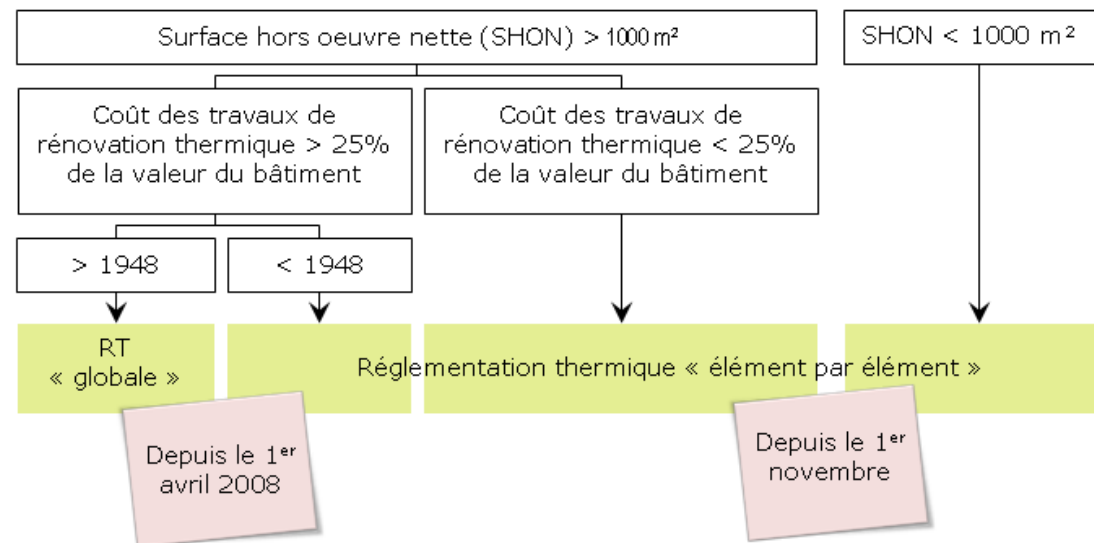 Surface hors oeuvre nette (SHON) > 1000 m²
SHON < 1000 m²
Coût des travaux de
rénovation thermique > 25%
de la valeur du bâtiment
Coût des travaux de
rénovation thermique < 25%
de la valeur du bâtiment
> 1948
< 1948
RT
« globale »
Réglementation thermique « élément par élément »
Depuis le 1er
avril 2008
Depuis le 1er
novembre